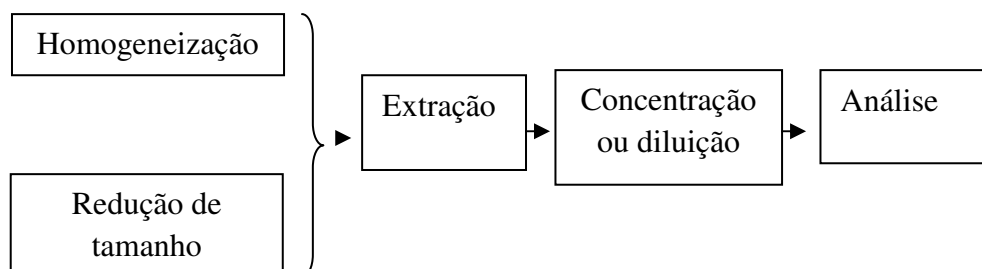 Homogeneização
Redução de
tamanho
Extração
Concentração
ou diluição
Análise